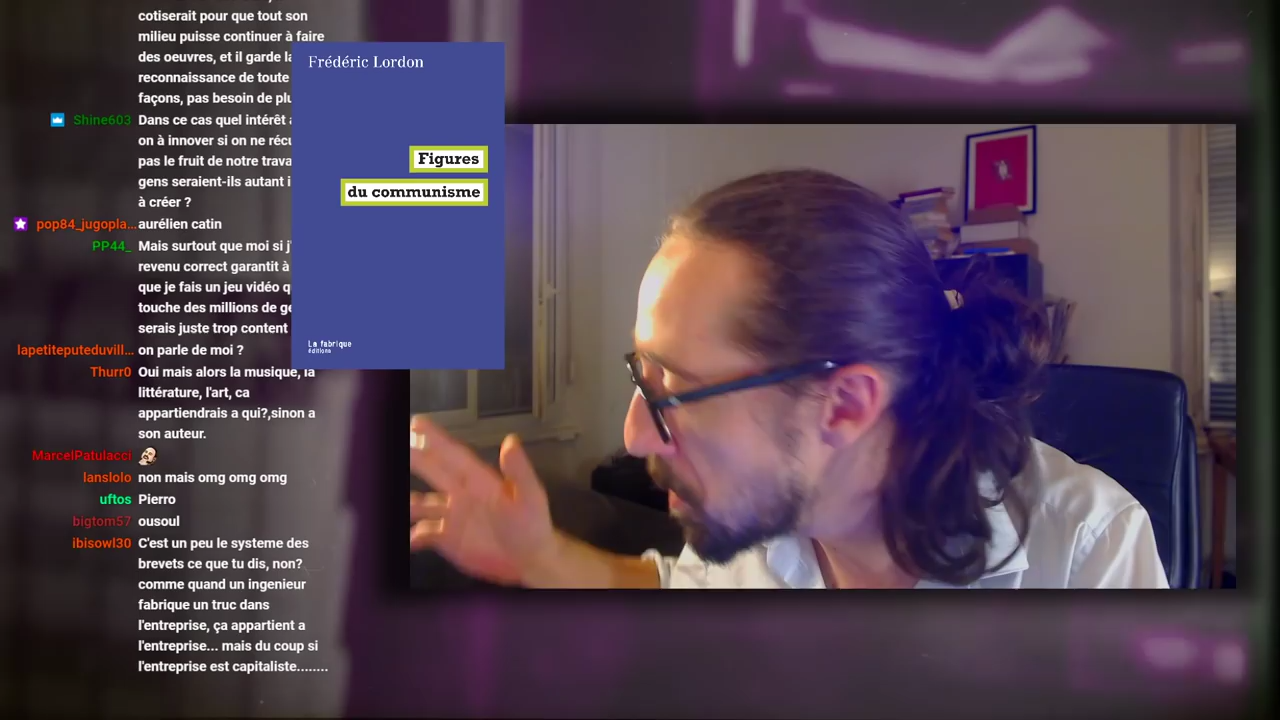 cotiserait pour que tout son
milieu puisse continuer à faire
des oeuvres, et il garde la
reconnaissance de toute
façons, pas besoin de
Shine603 Dans ce cas quel intérêt
on à innover si on ne
pas le fruit de notre
gens seraient-ils autant
à créer ?
pop84_jugopla... aurélien catin
PP44_ Mais surtout que moi si
revenu correct garantit à
que je fais un jeu vidéo
touche des millions de
serais juste trop content
lapetiteputeduvill... on parle de moi ?
Thurr0 Oui mais alors la musique, la
littérature, l'art, ca
appartiendrais a qui?,sinon a
son auteur.
MarcelPatulacci
lanslolo non mais omg omg omg
uftos Pierro
bigtom57 ousoul
ibisowl30 C'est un peu le systeme des
brevets ce que tu dis, non?
comme quand un ingenieur
fabrique un truc dans
l'entreprise, ça appartient a
l'entreprise... mais du coup si
l'entreprise est capitaliste........
Frédéric Lordon
Figures
du communisme
La fabrique
éditions